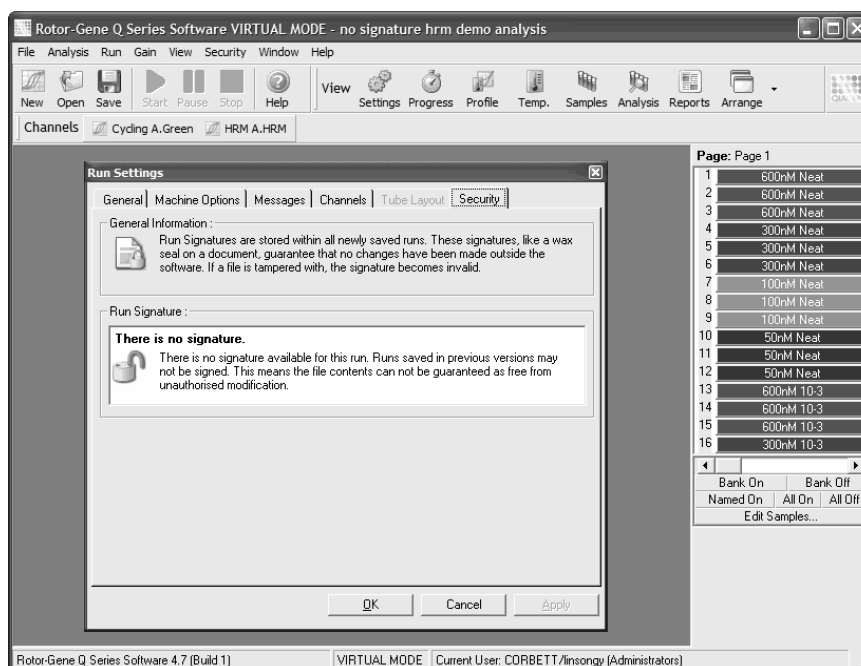 Rotor-Gene Q Series Software VIRTUAL MODE - no signature hrm demo analysis
File Analysis Run Gain View Security Window Help
New Open Save Start Pause Stop Help View Settings Progress Profile Temp. Samples Analysis Reports Arrange
Channels Cycling A.Green HRM A.HRM
Page: Page 1
Run Settings
General Machine Options Messages Channels Tube Layout Security
General Information :
Run Signatures are stored within all newly saved runs. These signatures, like a wax
seal on a document, guarantee that no changes have been made outside the
software. If a file is tampered with, the signature becomes invalid.
Run Signature :
There is no signature.
There is no signature available for this run. Runs saved in previous versions may
not be signed. This means the file contents can not be guaranteed as free from
unauthorised modification.
OK Cancel Apply
1 600nM Neat
2 600nM Neat
3 600nM Neat
4 300nM Neat
5 300nM Neat
6 300nM Neat
7 100nM Neat
8 100nM Neat
9 100nM Neat
10 50nM Neat
11 50nM Neat
12 50nM Neat
13 600nM 10-3
14 600nM 10-3
15 600nM 10-3
16 300nM 10-3
Bank On Bank Off
Named On All On All Off
Edit Samples...
Rotor-Gene Q Series Software 4.7 (Build 1) VIRTUAL MODE Current User: CORBETT/linsongy (Administrators)